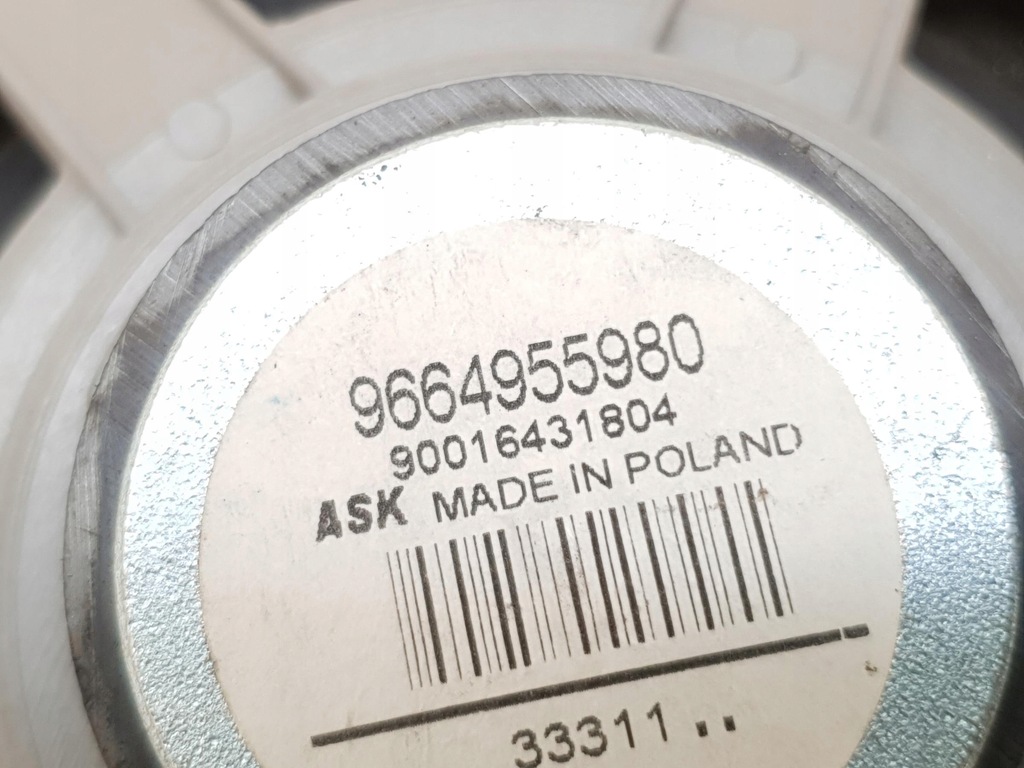 9664955980
90016431804
ASK MADE IN POLAND
33311 ..